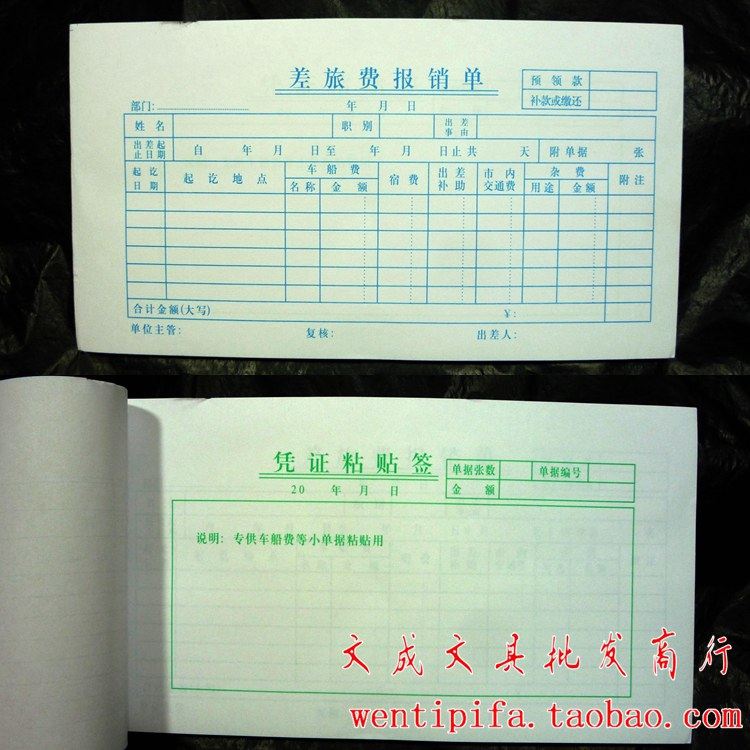 差旅费报销单
预领款
补款或缴还
部门: 年 月 日
姓名 职别 出差事由
出差起止日期 自 年 月 日至 年 月 日止共 天 附单据 张
起讫日期 起讫地点 车船费 宿费 出差补助 市内交通费 杂费 附注
名称 金额 用途 金额
合计金额(大写) ¥:
单位主管: 复核: 出差人:
凭证粘贴签
单据张数 单据编号
20 年 月 日
金额
说明: 专供车船费等小单据粘贴用
文成文具批发商行
wentipifa.taobao.com